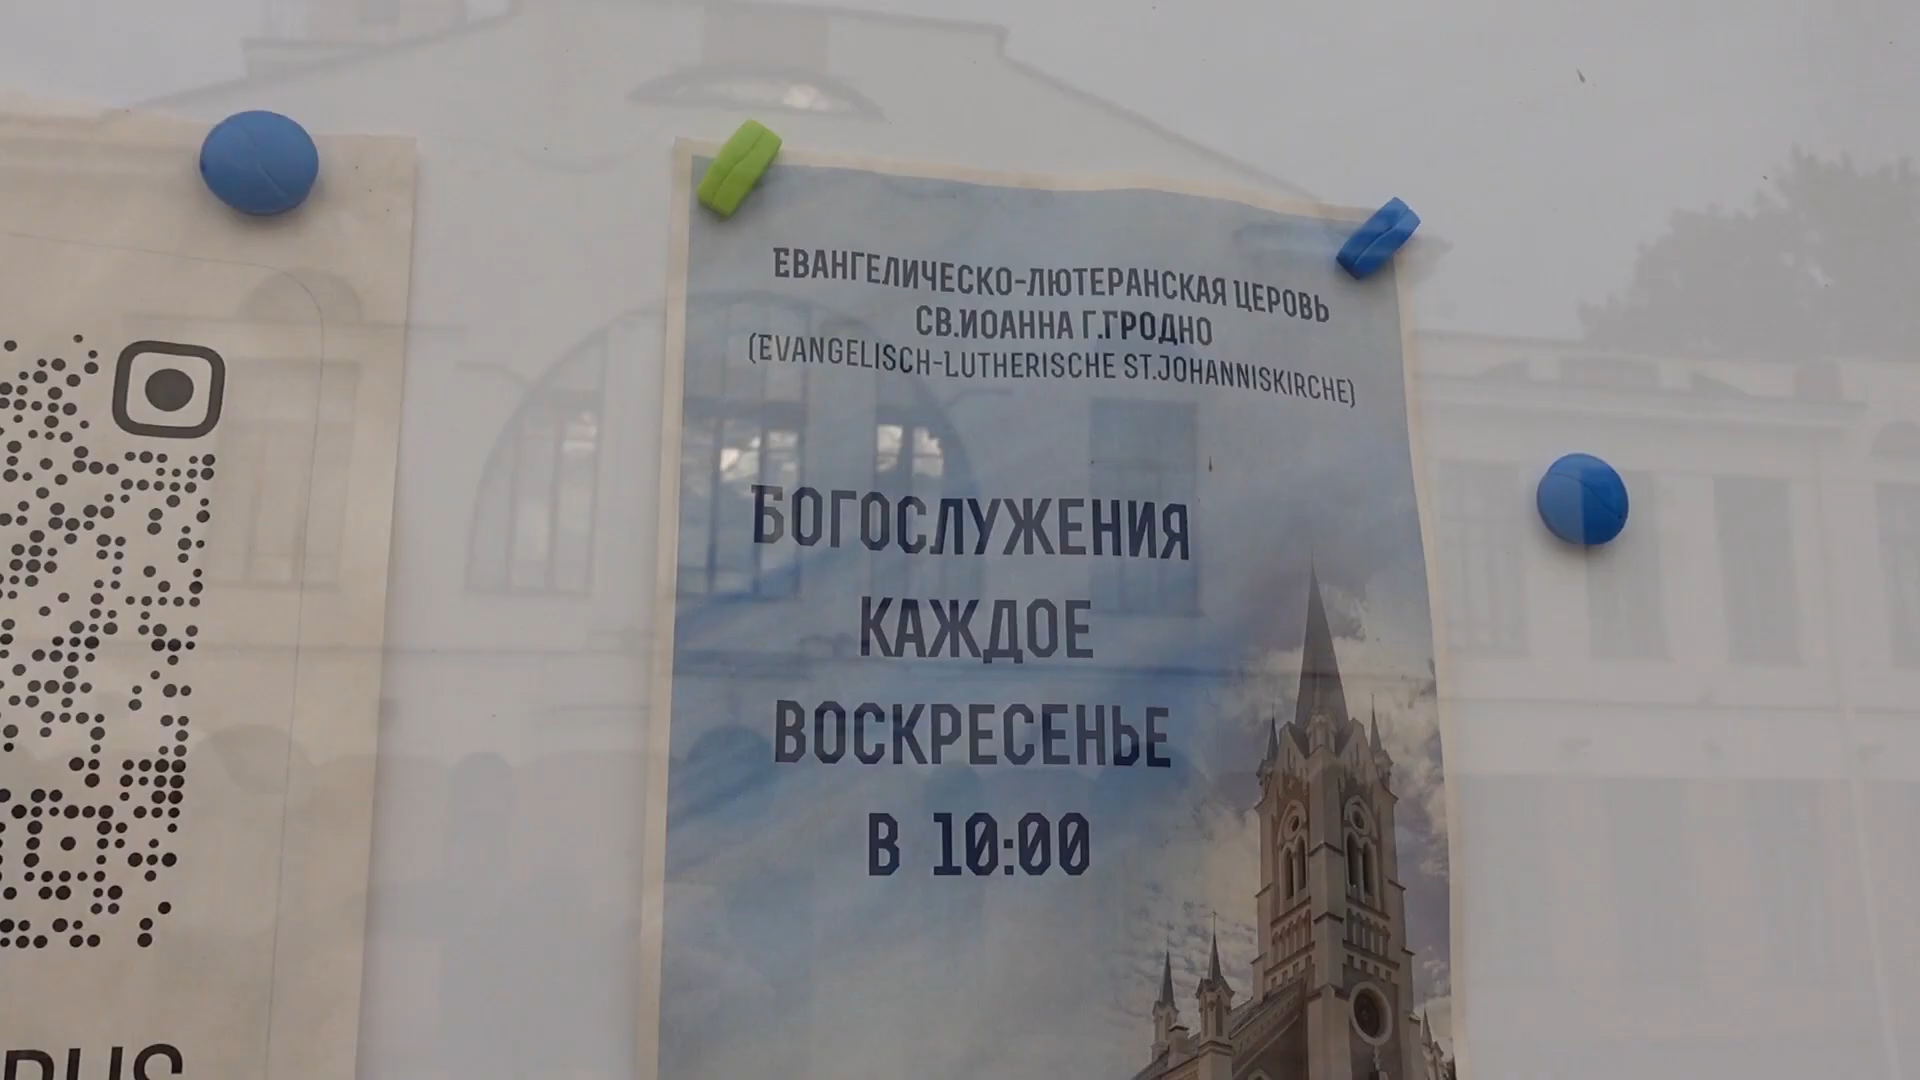 ЕВАНГЕЛИЧЕСКО-ЛЮТЕРАНСКАЯ ЦЕРОВЬ
СВ.ИОАННА Г.ГРОДНО
(EVANGELISCH-LUTHERISCHE ST.JOHANNISKIRCHE)
БОГОСЛУЖЕНИЯ
КАЖДОЕ
ВОСКРЕСЕНЬЕ
В 10:00